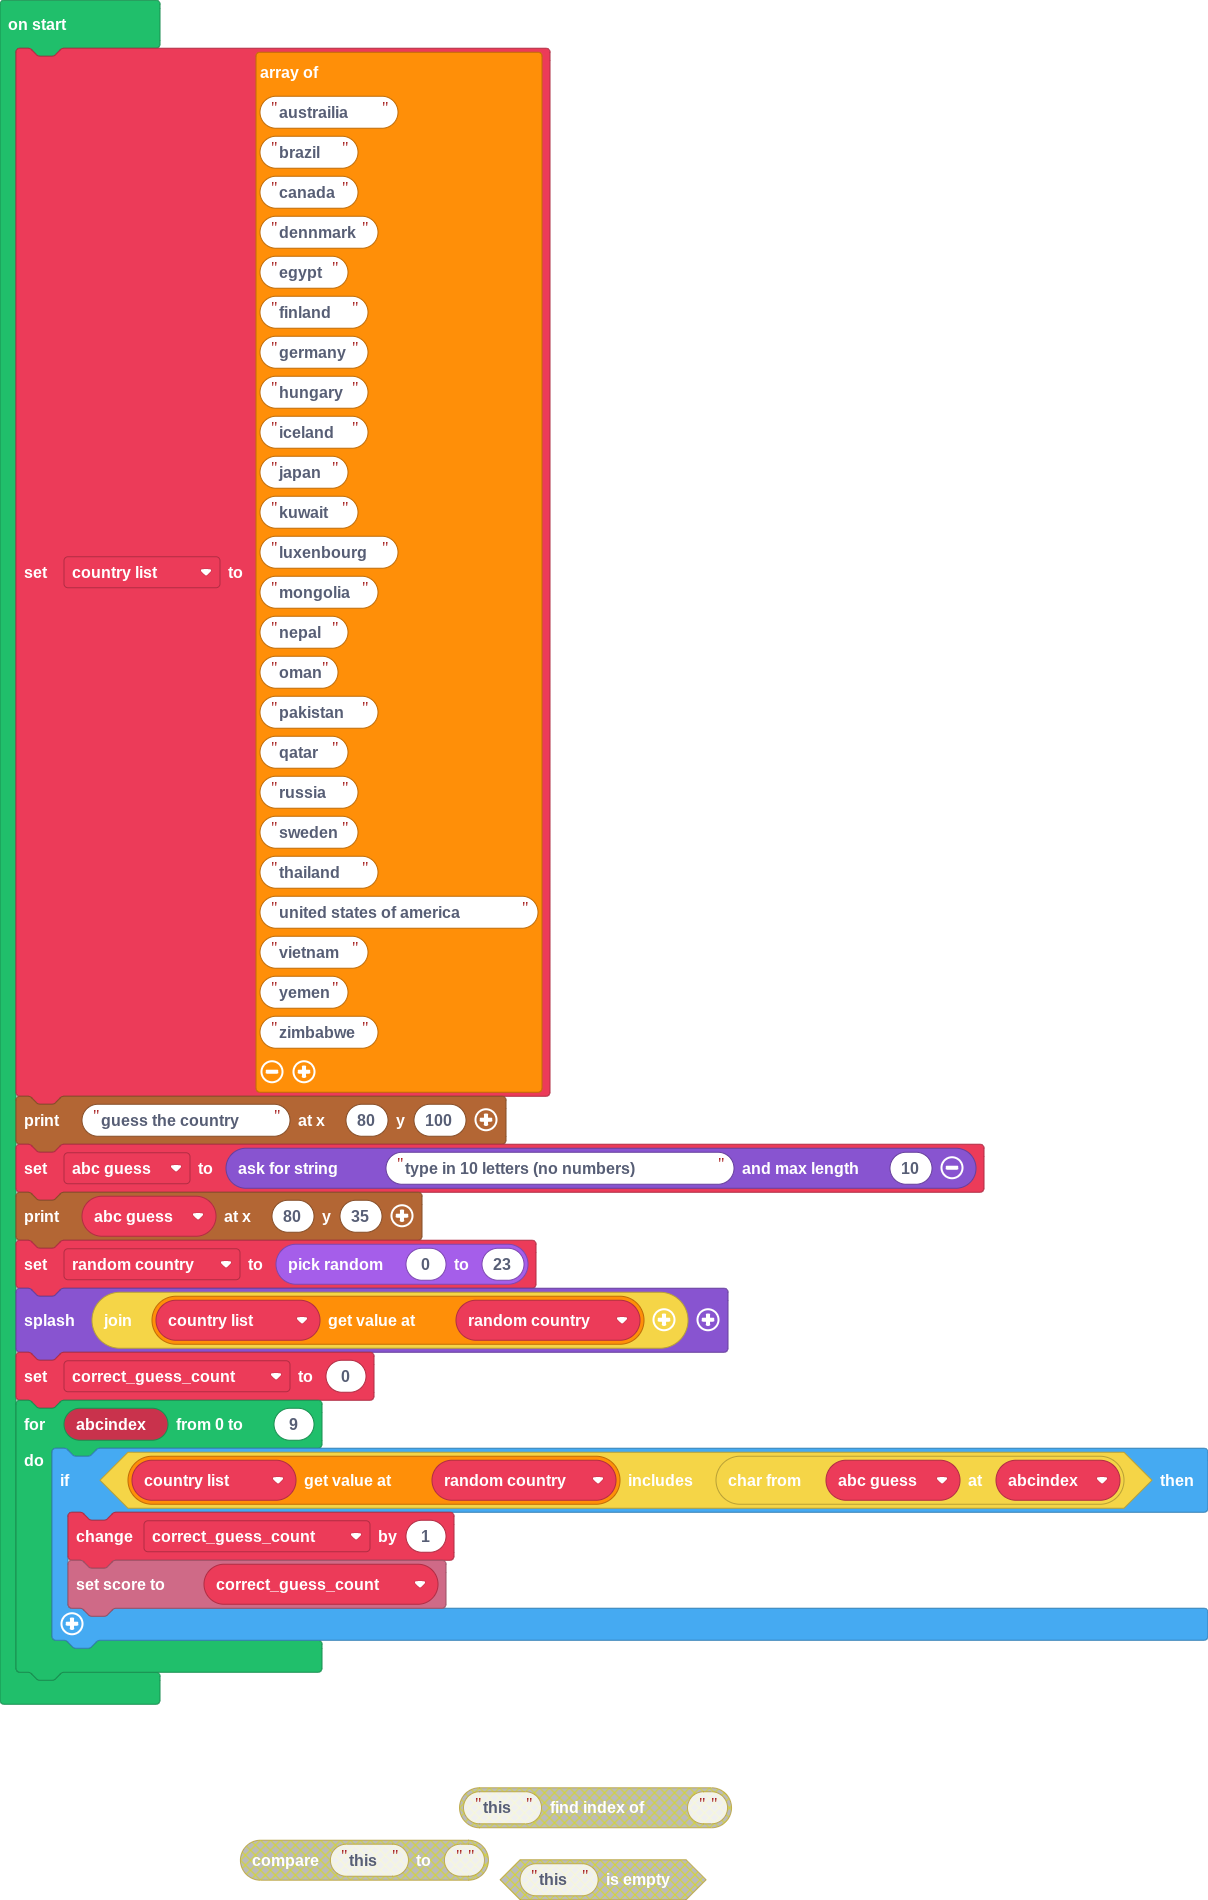 on start
array of
"austrailia"
"brazil"
"canada"
"dennmark"
"egypt"
"finland"
"germany"
"hungary"
"iceland"
"japan"
"kuwait"
"luxenbourg"
set country list to
"mongolia"
"nepal"
"oman"
"pakistan"
"qatar"
"russia"
"sweden"
"thailand"
"united states of america"
"vietnam"
"yemen"
"zimbabwe"
print "guess the country" at x 80 y 100
set abc guess to ask for string "type in 10 letters (no numbers)" and max length 10
print abc guess at x 80 y 35
set random country to pick random 0 to 23
splash join country list get value at random country
set correct_guess_count to 0
for abcindex from 0 to 9
do
if country list get value at random country includes char from abc guess at abcindex then
change correct_guess_count by 1
set score to correct_guess_count
"this" find index of ""
compare "this" to ""
"this" is empty